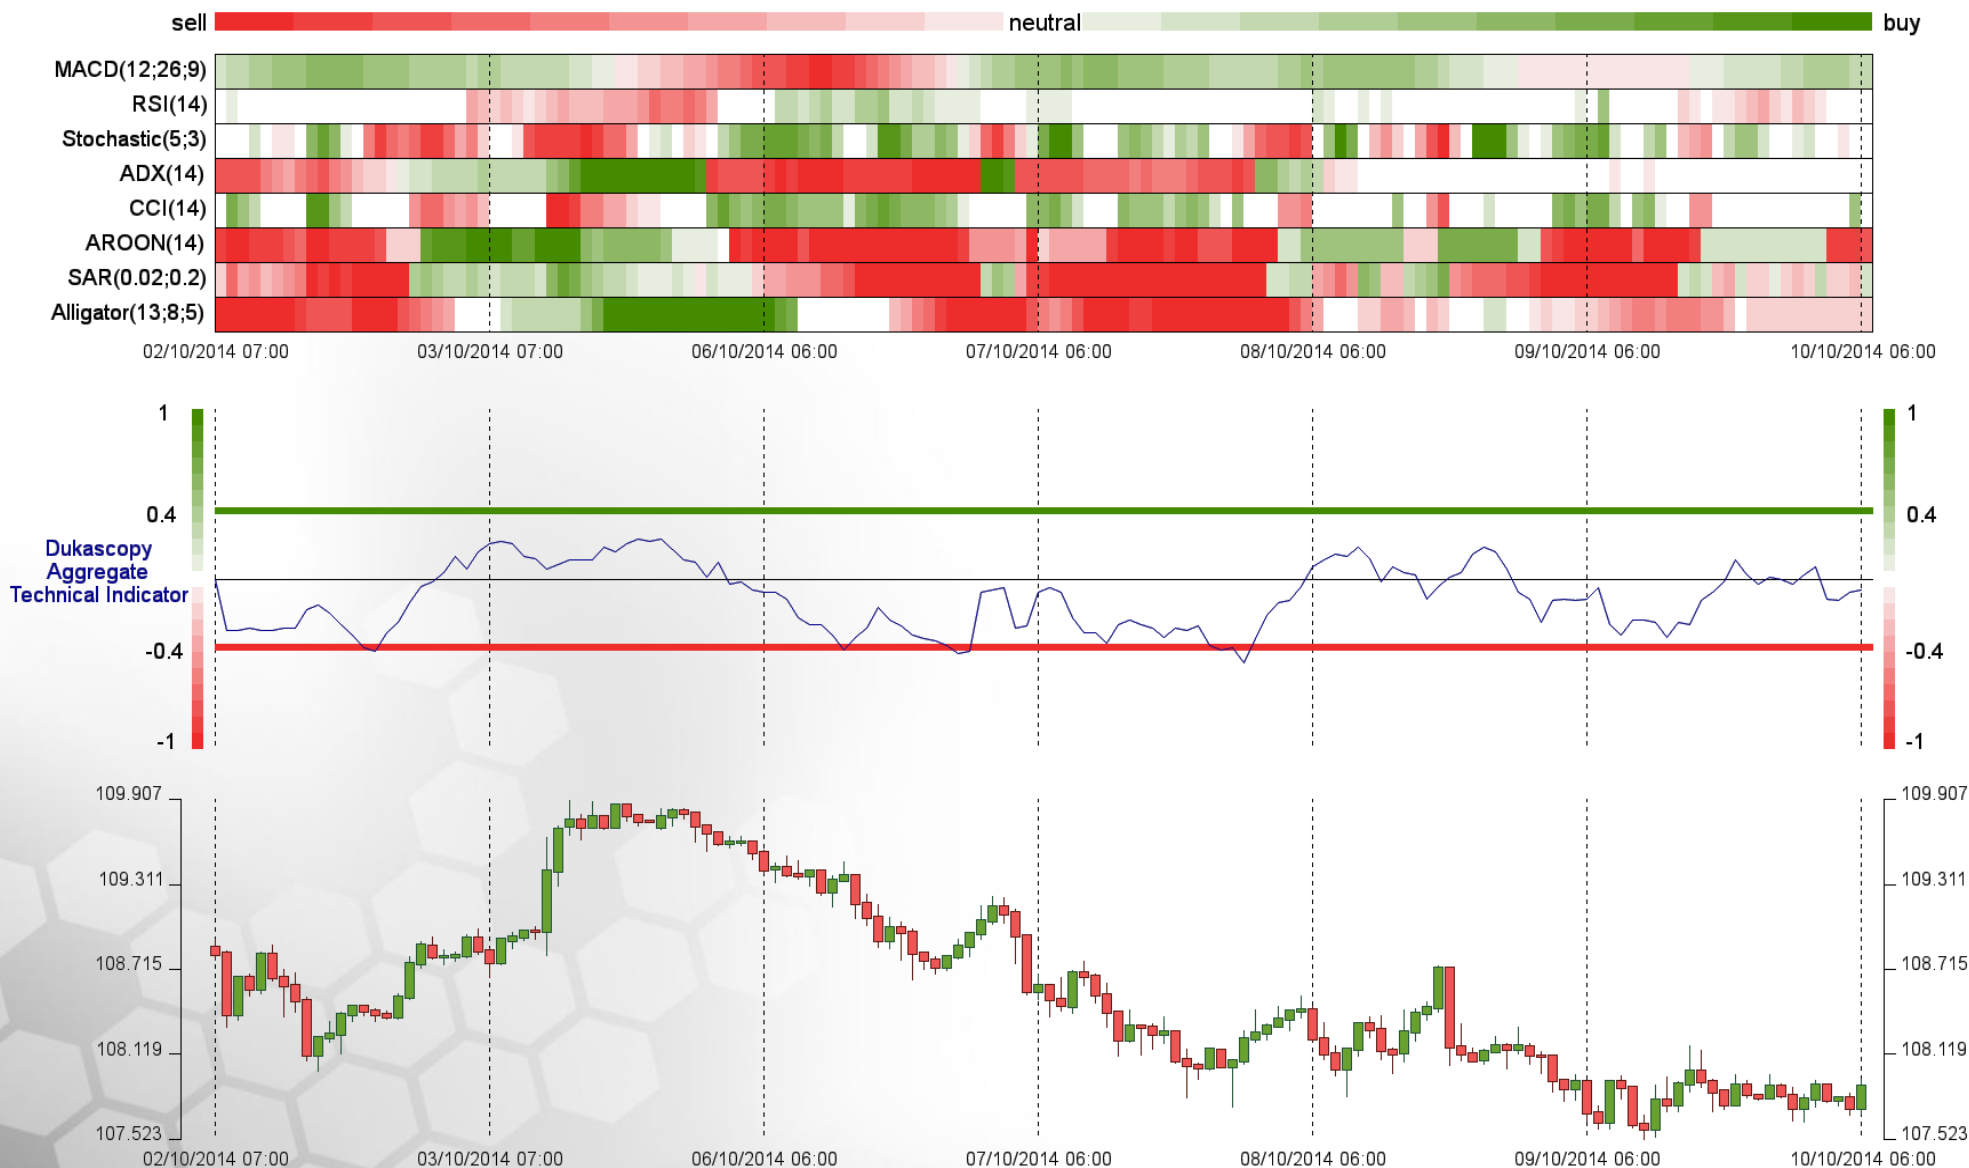 sell neutral buy
MACD(12;26;9)
RSI(14)
Stochastic(5;3)
ADX(14)
CCI(14)
AROON(14)
SAR(0.02;0.2)
Alligator(13;8;5)
02/10/2014 07:00 03/10/2014 07:00 06/10/2014 06:00 07/10/2014 06:00 08/10/2014 06:00 09/10/2014 06:00 10/10/2014 06:00
1 1
0.4 0.4
Dukascopy
Aggregate
Technical Indicator
-0.4 -0.4
-1 -1
109.907 109.907
109.311 109.311
108.715 108.715
108.119 108.119
107.523 107.523
02/10/2014 07:00 03/10/2014 07:00 06/10/2014 06:00 07/10/2014 06:00 08/10/2014 06:00 09/10/2014 06:00 10/10/2014 06:00